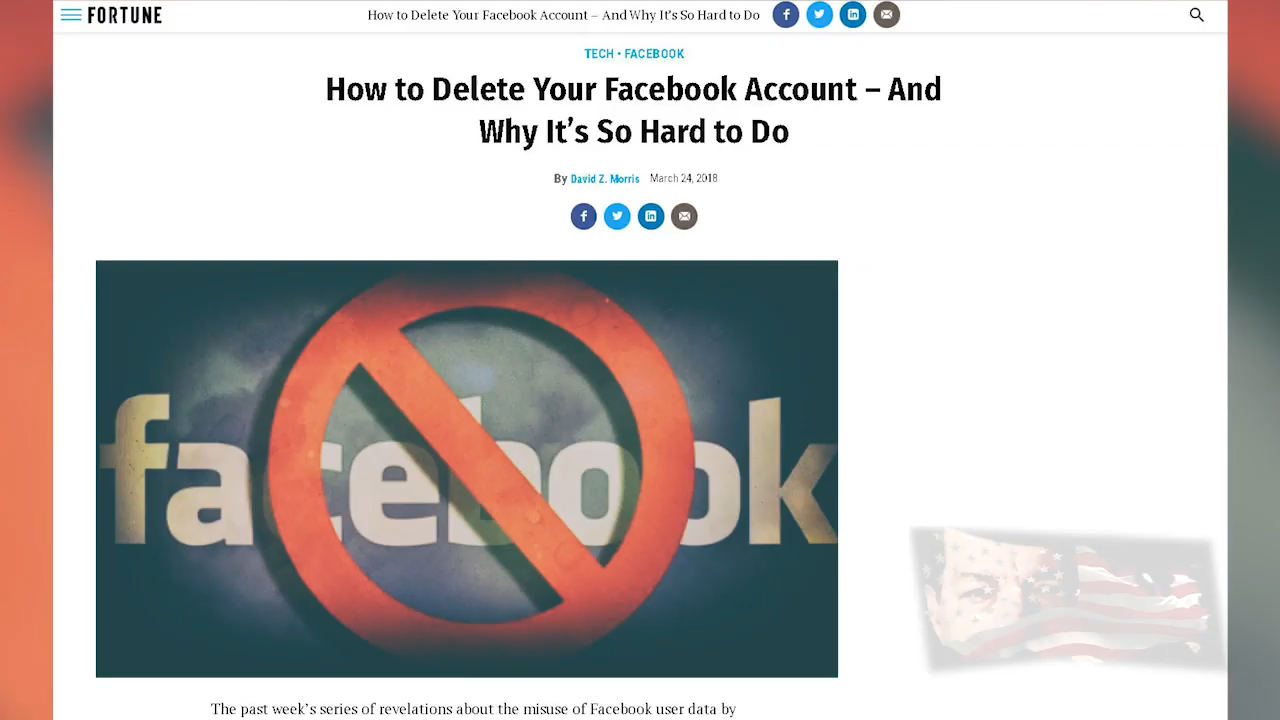 FORTUNE
How to Delete Your Facebook Account – And Why It's So Hard to Do
TECH • FACEBOOK
How to Delete Your Facebook Account – And
Why It's So Hard to Do
By David Z. Morris March 24, 2018
facebook
The past week's series of revelations about the misuse of Facebook user data by